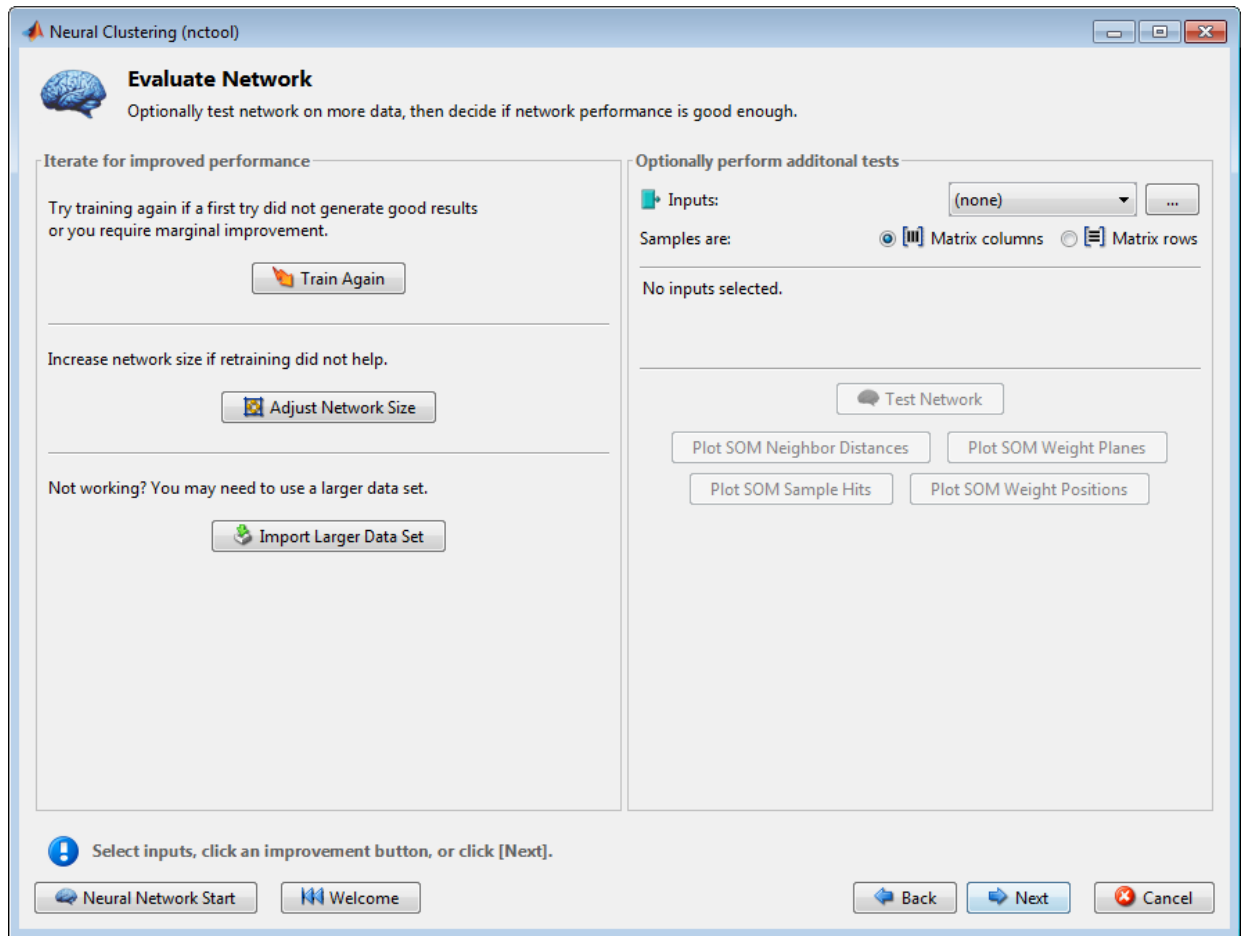 Neural Clustering (nctool)
Evaluate Network
Optionally test network on more data, then decide if network performance is good enough.
Iterate for improved performance
Try training again if a first try did not generate good results
or you require marginal improvement.
Train Again
Increase network size if retraining did not help.
Adjust Network Size
Not working? You may need to use a larger data set.
Import Larger Data Set
Optionally perform additonal tests
Inputs: (none) ...
Samples are: Matrix columns Matrix rows
No inputs selected.
Test Network
Plot SOM Neighbor Distances Plot SOM Weight Planes
Plot SOM Sample Hits Plot SOM Weight Positions
Select inputs, click an improvement button, or click [Next].
Neural Network Start Welcome Back Next Cancel